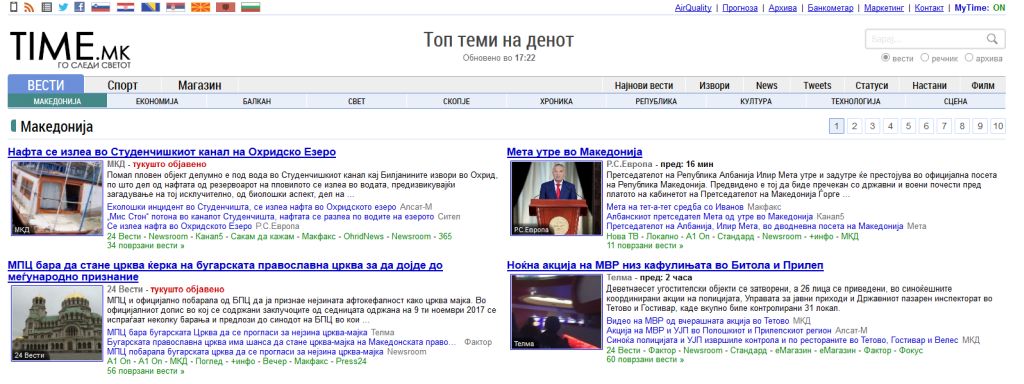 AirQuality | Прогноза | Архива | Банкометар | Маркетинг | Контакт | MyTime: ON
TIME.MK
ГО СЛЕДИ СВЕТОТ
Топ теми на денот
Обновено во 17:22
Барај...
вести речник архива
ВЕСТИ Спорт Магазин Најнови вести Извори News Tweets Статуси Настани Филм
МАКЕДОНИЈА ЕКОНОМИЈА БАЛКАН СВЕТ СКОПЈЕ ХРОНИКА РЕПУБЛИКА КУЛТУРА ТЕХНОЛОГИЈА СЦЕНА
Македонија
1 2 3 4 5 6 7 8 9 10
Нафта се излеа во Студенчишкиот канал на Охридско Езеро
МКД - тукушто објавено
Помал пловен објект делумно е под вода во Студенчишкиот канал кај Билјанините извори во Охрид,
по што дел од нафтата од резервоарот на пловилото се излеа во водата, предизвикувајќи
загадување на тој исклучително, од биолошки аспект, дел на ...
Еколошки инцидент во Студенчишта, се излеа нафта во Охридското езеро Алсат-М
„Мис Стон“ потона во каналот Студенчишта, нафтата се разлеа по водите на езерото Сител
Се излеа нафта во Охридското Езеро Р.С.Европа
24 Вести - Newsroom - Канал5 - Сакам да кажам - Макфакс - OhridNews - Newsroom - 365
34 поврзани вести »
МКД
Мета утре во Македонија
Р.С.Европа - пред: 16 мин
Претседателот на Република Албанија Илир Мета утре и задутре ќе престојува во официјална посета
на Република Македонија. Предвидено е тој да биде пречекан со државни и воени почести пред
платото на кабинетот на Претседателот на Македонија Ѓорге ...
Мета на тет-а-тет средба со Иванов Макфакс
Албанскиот претседател Мета од утре во Македонија Канал5
Претседателот на Албанија, Илир Мета, во дводневна посета на Македонија Мета
Нова ТВ - Локално - А1 On - Стандард - Newsroom - +инфо - МКД
11 поврзани вести »
Р.С.Европа
МПЦ бара да стане црква ќерка на бугарската православна црква за да дојде до
меѓународно признание
24 Вести - тукушто објавено
МПЦ и официјално побарала од БПЦ да ја признае нејзината автокефалност како црква мајка. Во
официјалниот допис во кој се содржани заклучоците од седницата одржана на 9 ти ноември 2017 се
испраќаат неколку барања и предлози до синодот на БПЦ во кои ...
МПЦ бара бугарската Црква да се прогласи за нејзина црква-мајка Телма
Бугарската православна црква има шанса да стане црква-мајка на Македонската право... Фактор
МПЦ побарала бугарската црква да се прогласи за нејзина црква-мајка Newsroom
А1 On - А1 On - МКД - Поглед - +инфо - Вечер - Макфакс - Press24
56 поврзани вести »
24 Вести
Ноќна акција на МВР низ кафулињата во Битола и Прилеп
Телма - пред: 2 часа
Деветнаесет угостителски објекти се затворени, а 26 лица се приведени, во синоќешните
координирани акции на полицијата, Управата за јавни приходи и Државниот пазарен инспекторат во
Тетово и Гостивар, каде вкупно биле контролирани 31 локал.
Видео на МВР од вчерашната акција во Тетово МКД
Акција на МВР и УЈП во Полошкиот и Прилепскиот регион Алсат-М
Синоќа полицијата и УЈП извршиле контрола и по ресторанте во Тетово, Гостивар и Велес Макфакс
24 Вести - Фактор - Newsroom - Стандард - еМагазин - еМагазин - Фактор - Фокус
60 поврзани вести »
Телма